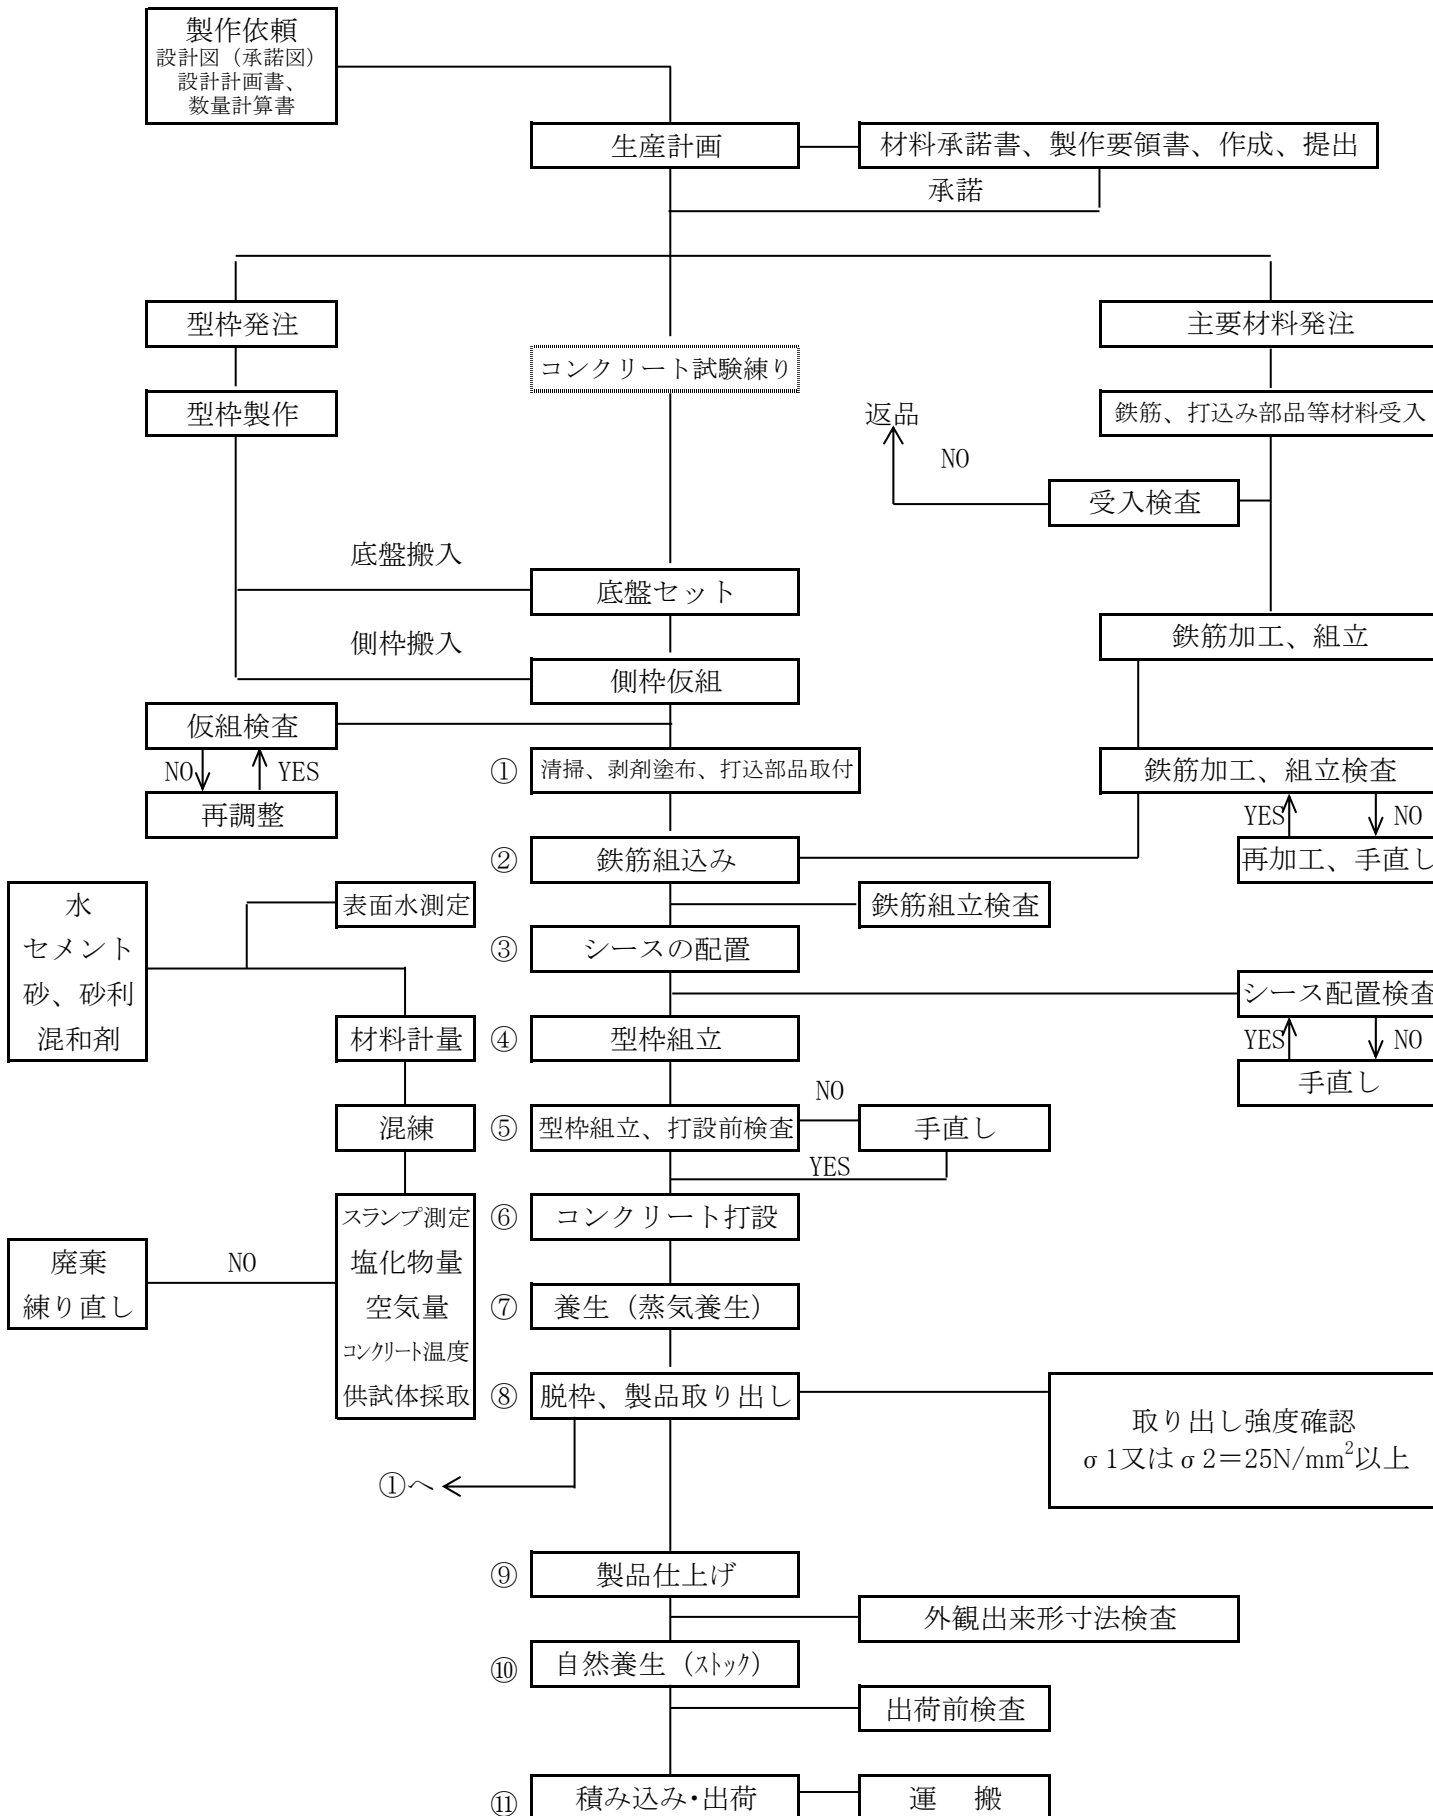 製作依頼
設計図（承諾図）
設計計画書、
数量計算書
生産計画
材料承諾書、製作要領書、作成、提出
承諾
型枠発注
主要材料発注
コンクリート試験練り
型枠製作
返品
鉄筋、打込み部品等材料受入
NO
受入検査
底盤搬入
底盤セット
側枠搬入
鉄筋加工、組立
側枠仮組
仮組検査
NO
YES
再調整
① 清掃、剥剤塗布、打込部品取付
鉄筋加工、組立検査
YES
NO
再加工、手直し
② 鉄筋組込み
水
セメント
砂、砂利
混和剤
表面水測定
鉄筋組立検査
③ シースの配置
シース配置検査
YES
NO
手直し
材料計量
④ 型枠組立
NO
混練
⑤ 型枠組立、打設前検査
手直し
YES
スランプ測定
塩化物量
空気量
コンクリート温度
供試体採取
⑥ コンクリート打設
廃棄
練り直し
NO
⑦ 養生（蒸気養生）
⑧ 脱枠、製品取り出し
取り出し強度確認
σ1又はσ2＝25N/mm²以上
①へ
⑨ 製品仕上げ
外観出来形寸法検査
⑩ 自然養生（ストック）
出荷前検査
⑪ 積み込み・出荷
運　搬